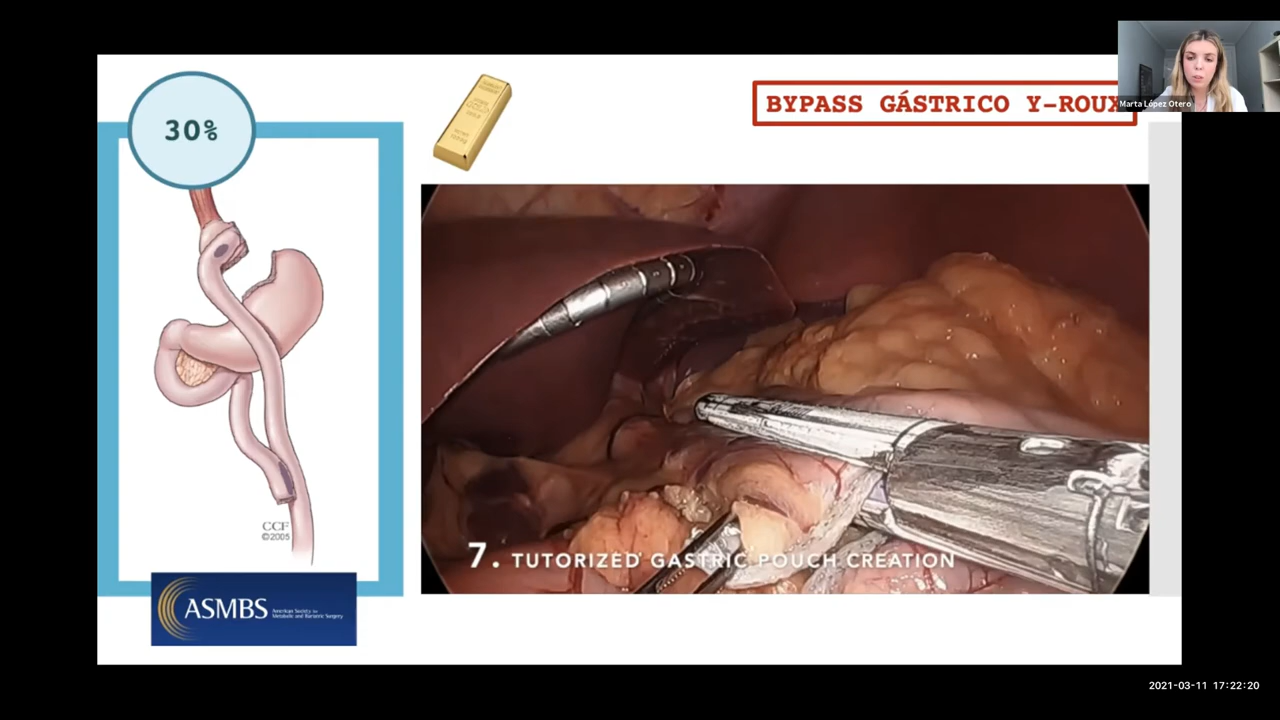 30%
BYPASS GÁSTRICO Y-ROUX
Marta López Otero
7. TUTORIZED GASTRIC POUCH CREATION
CCF
©2005
ASMBS
American Society for
Metabolic and Bariatric Surgery
2021-03-11 17:22:20